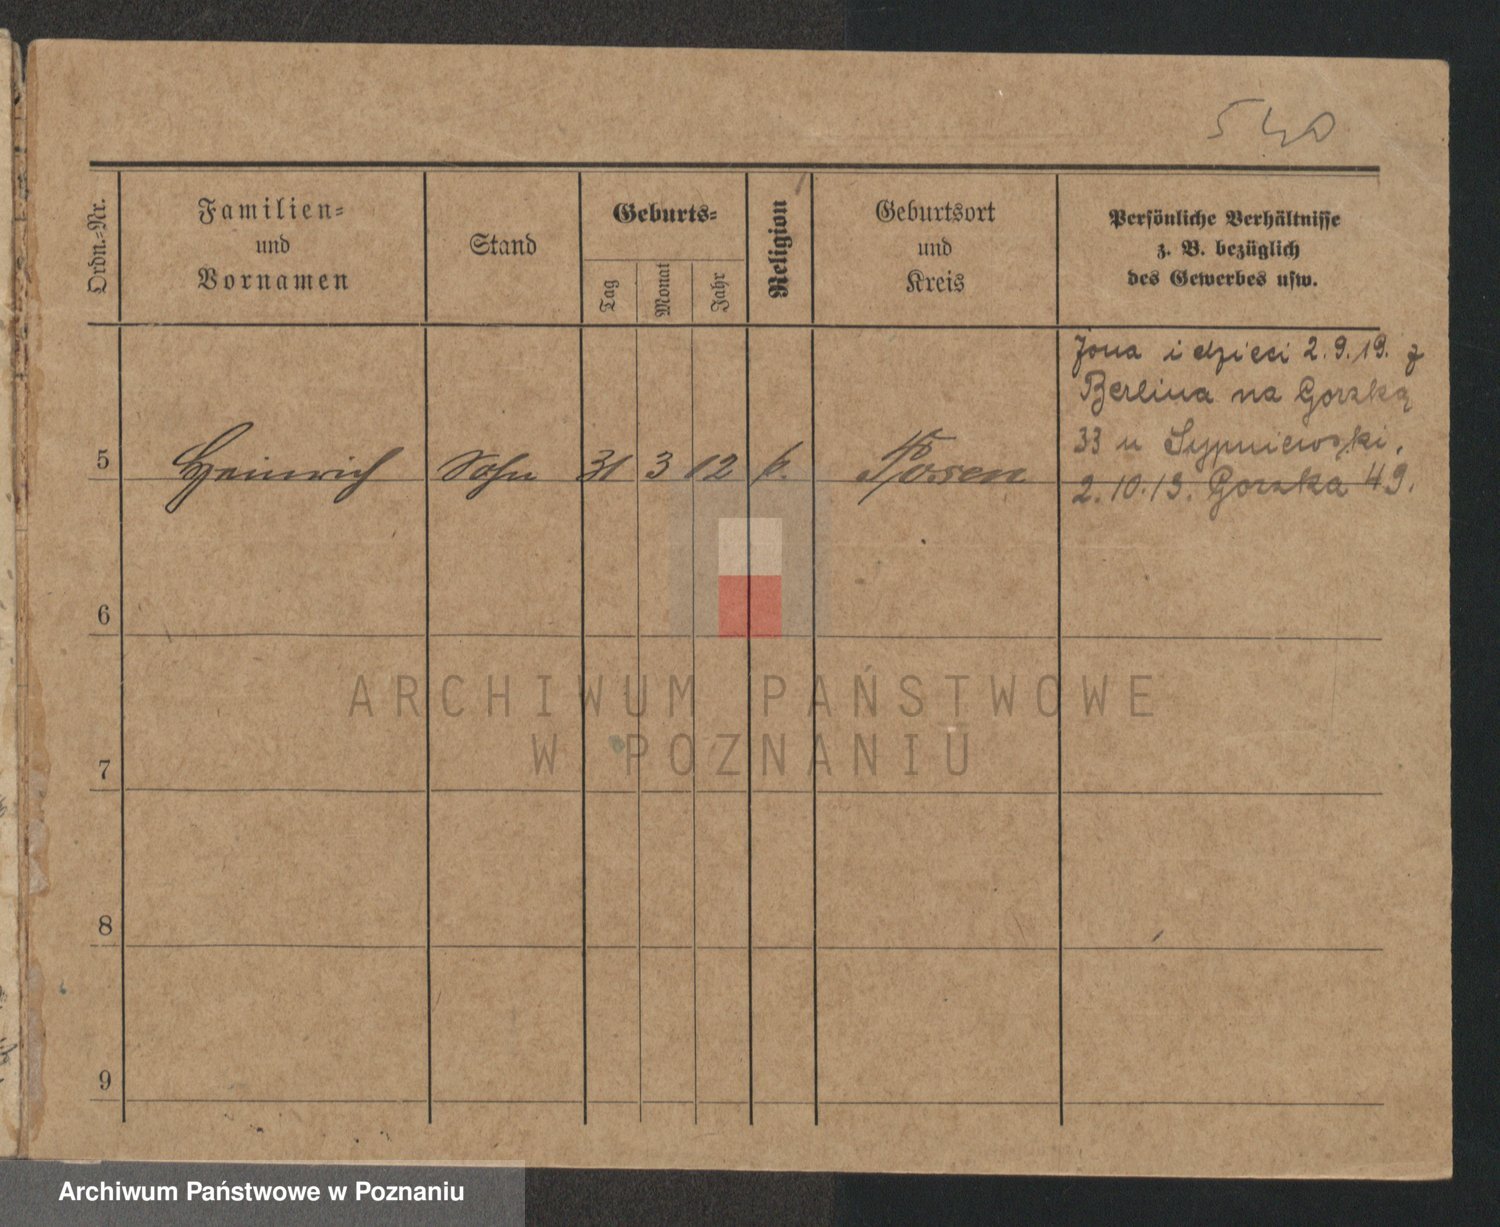 540
Ordn.-Nr.
Familien-
und
Vornamen
Stand
Geburts-
Tag
Monat
Jahr
Religion
Geburtsort
und
Kreis
Persönliche Verhältnisse
z. B. bezüglich
des Gewerbes usw.
Żona i dzieci 2.9.19. z
Berlina na Gorzką
33 u Sypniewski.
2.10.19. Gorzka 49.
5 Heinrich Sohn 31 3 12 k. Posen
6
7
8
9
ARCHIWUM PAŃSTWOWE
W POZNANIU
Archiwum Państwowe w Poznaniu